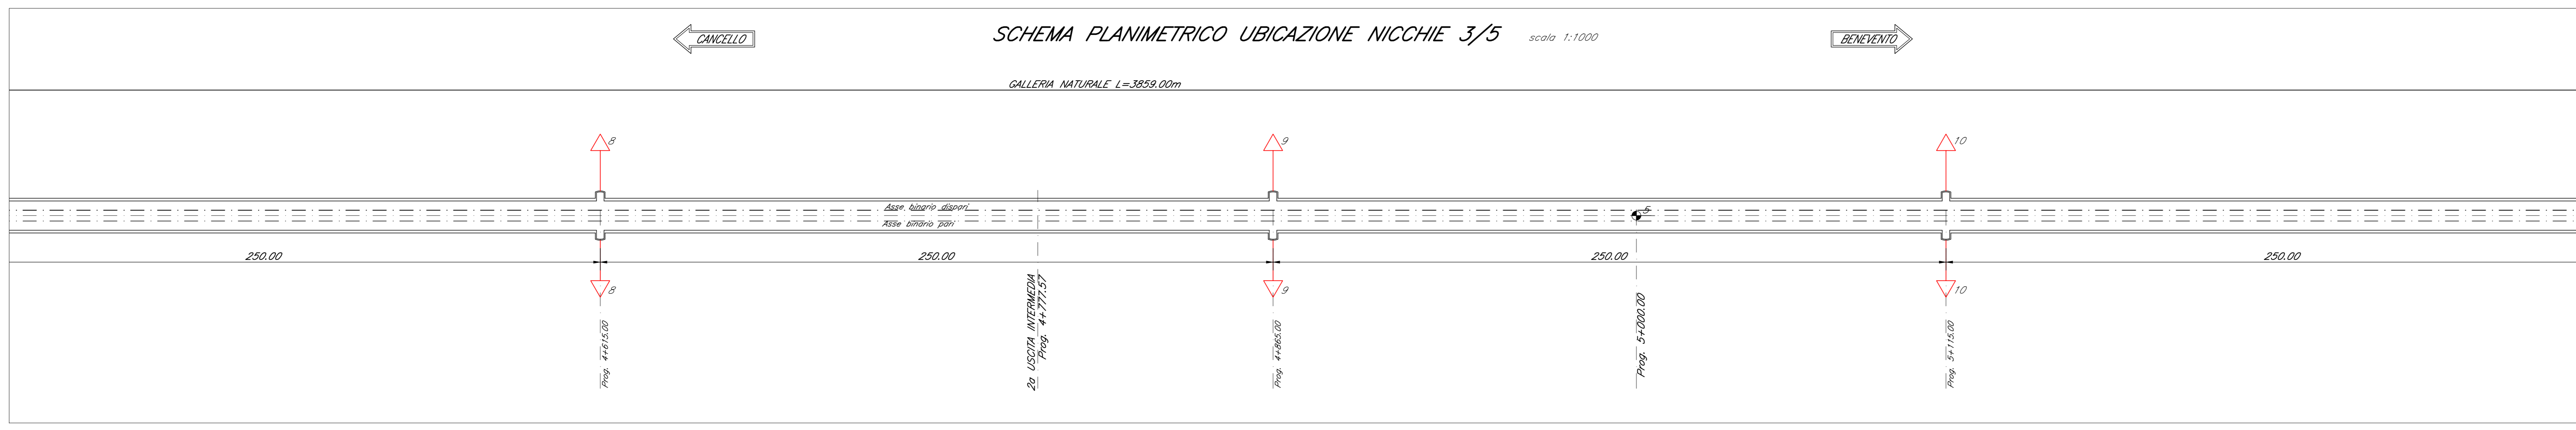 CANCELLO
SCHEMA PLANIMETRICO UBICAZIONE NICCHIE 3/5 scala 1:1000
BENEVENTO
GALLERIA NATURALE L=3859.00m
8
9
10
Asse binario dispari
5
Asse binario pari
250.00
250.00
250.00
250.00
8
9
10
Prog. 4+615.00
2a USCITA INTERMEDIA
Prog. 4+777.57
Prog. 4+865.00
Prog. 5+000.00
Prog. 5+115.00